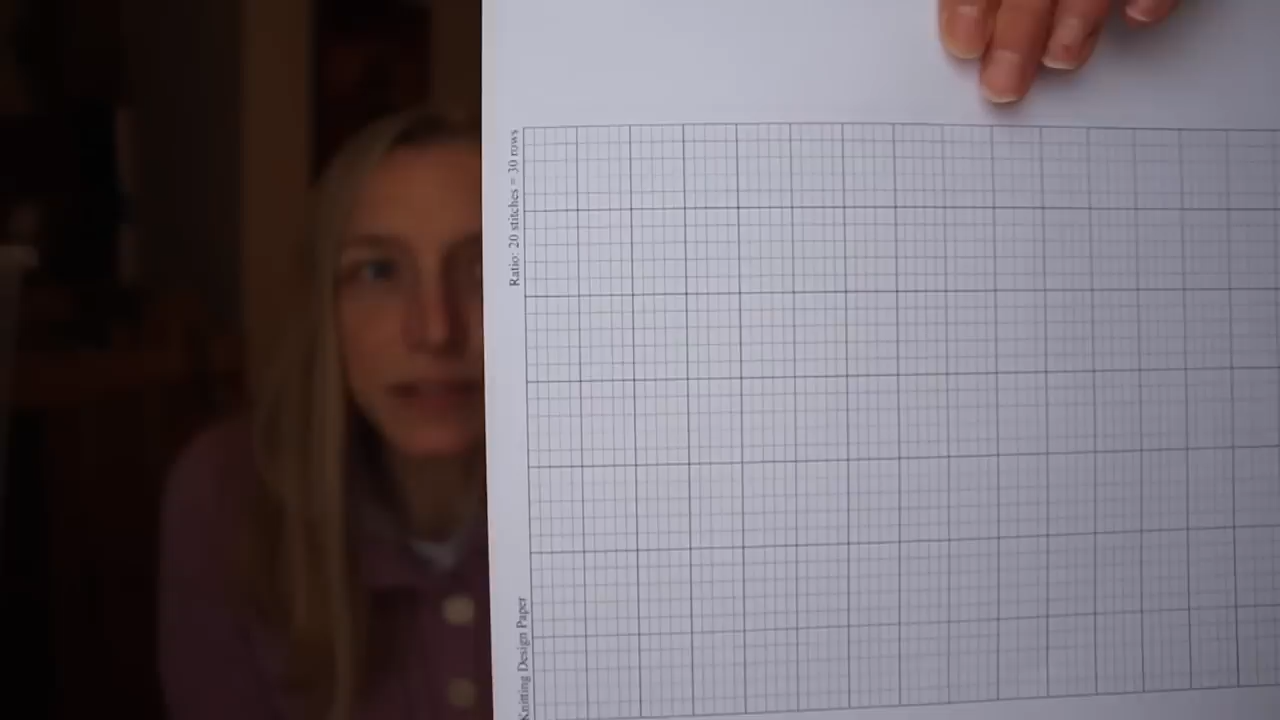 Knitting Design Paper
Ratio: 20 stitches = 30 rows